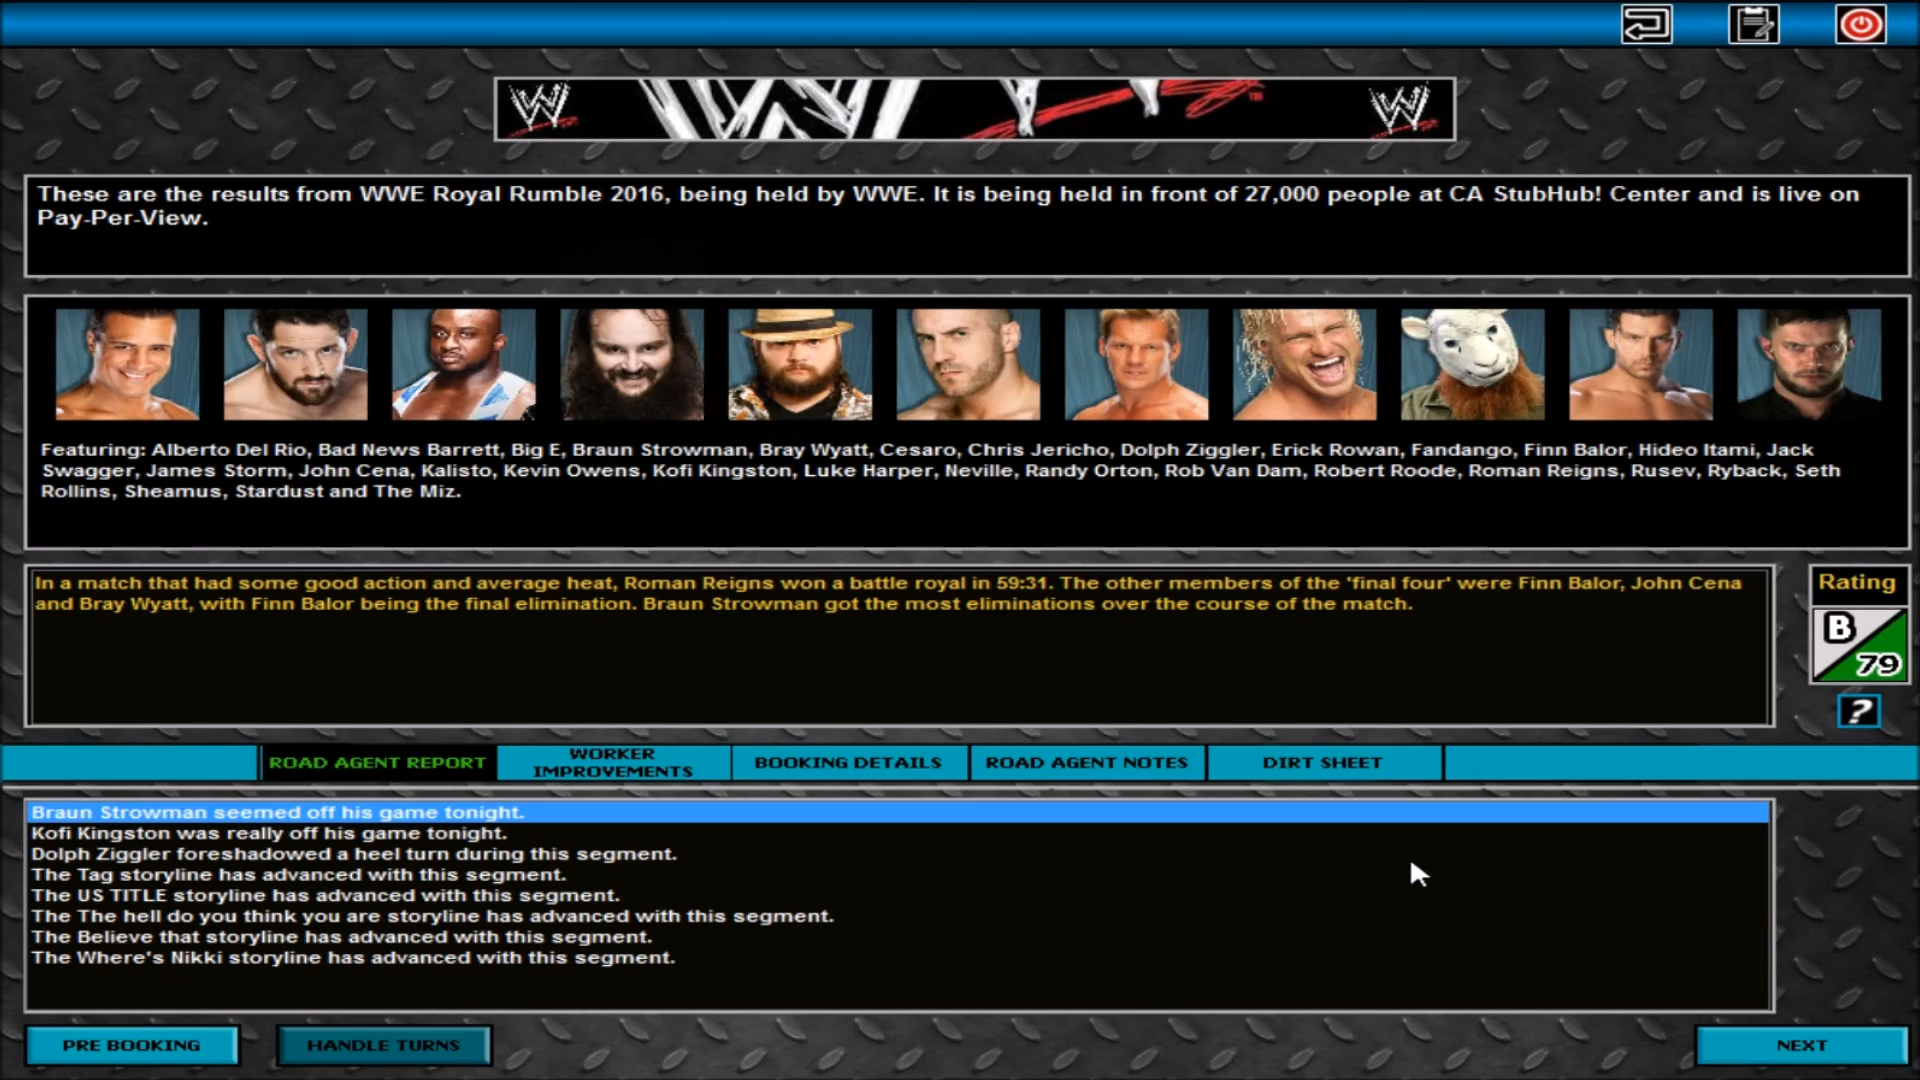 These are the results from WWE Royal Rumble 2016, being held by WWE. It is being held in front of 27,000 people at CA StubHub! Center and is live on
Pay-Per-View.
Featuring: Alberto Del Rio, Bad News Barrett, Big E, Braun Strowman, Bray Wyatt, Cesaro, Chris Jericho, Dolph Ziggler, Erick Rowan, Fandango, Finn Balor, Hideo Itami, Jack
Swagger, James Storm, John Cena, Kalisto, Kevin Owens, Kofi Kingston, Luke Harper, Neville, Randy Orton, Rob Van Dam, Robert Roode, Roman Reigns, Rusev, Ryback, Seth
Rollins, Sheamus, Stardust and The Miz.
In a match that had some good action and average heat, Roman Reigns won a battle royal in 59:31. The other members of the 'final four' were Finn Balor, John Cena
and Bray Wyatt, with Finn Balor being the final elimination. Braun Strowman got the most eliminations over the course of the match.
Rating
B
79
?
ROAD AGENT REPORT
WORKER
IMPROVEMENTS
BOOKING DETAILS
ROAD AGENT NOTES
DIRT SHEET
Braun Strowman seemed off his game tonight.
Kofi Kingston was really off his game tonight.
Dolph Ziggler foreshadowed a heel turn during this segment.
The Tag storyline has advanced with this segment.
The US TITLE storyline has advanced with this segment.
The The hell do you think you are storyline has advanced with this segment.
The Believe that storyline has advanced with this segment.
The Where's Nikki storyline has advanced with this segment.
PRE BOOKING
HANDLE TURNS
NEXT